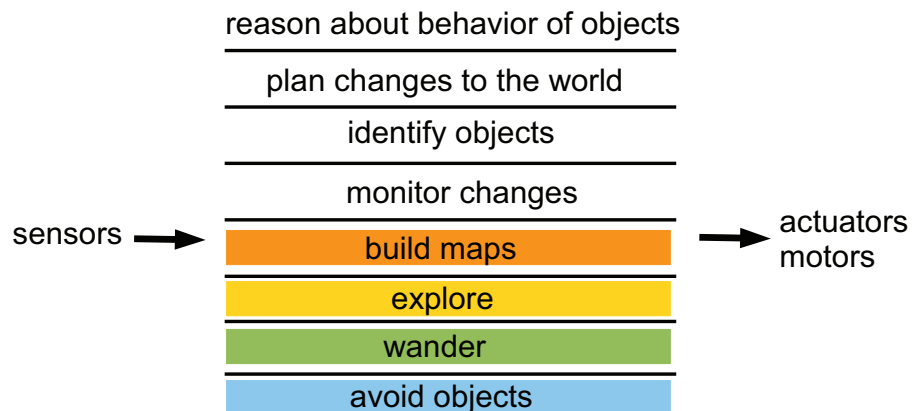 reason about behavior of objects
plan changes to the world
identify objects
monitor changes
sensors
build maps
actuators
motors
explore
wander
avoid objects